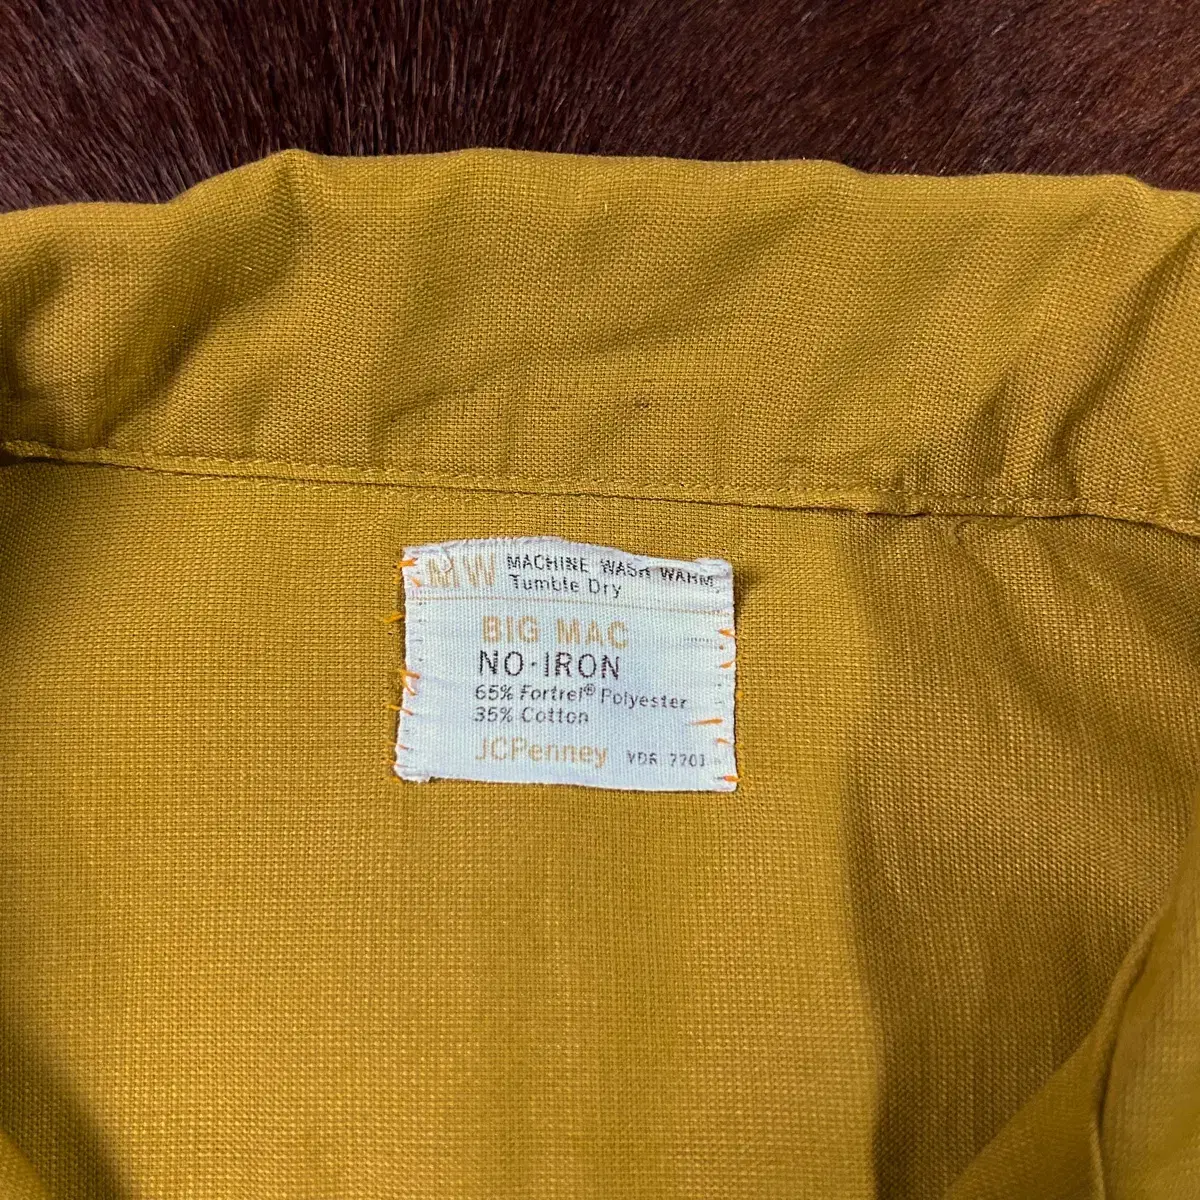 MW MACHINE WASH WARM,
Tumble Dry
BIG MAC
NO-IRON
65% Fortrel® Polyester
35% Cotton
JCPenney